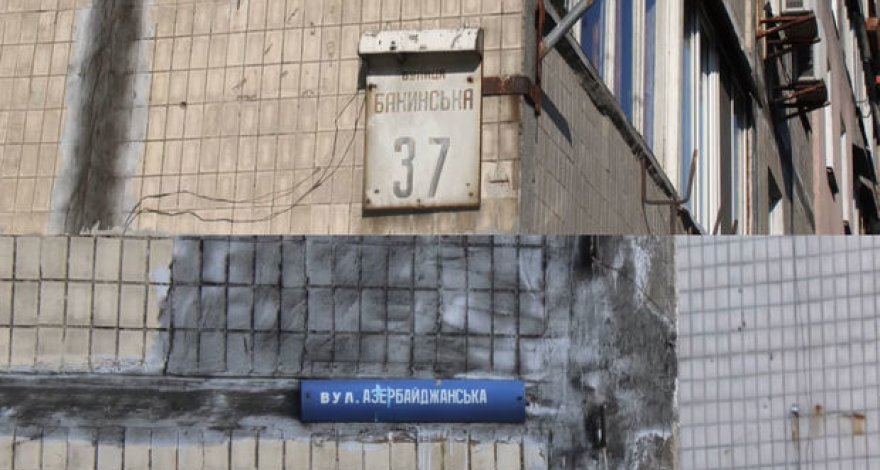 вулиця
БАКИНСЬКА
37
ВУЛ. АЗЕРБАЙДЖАНСЬКА